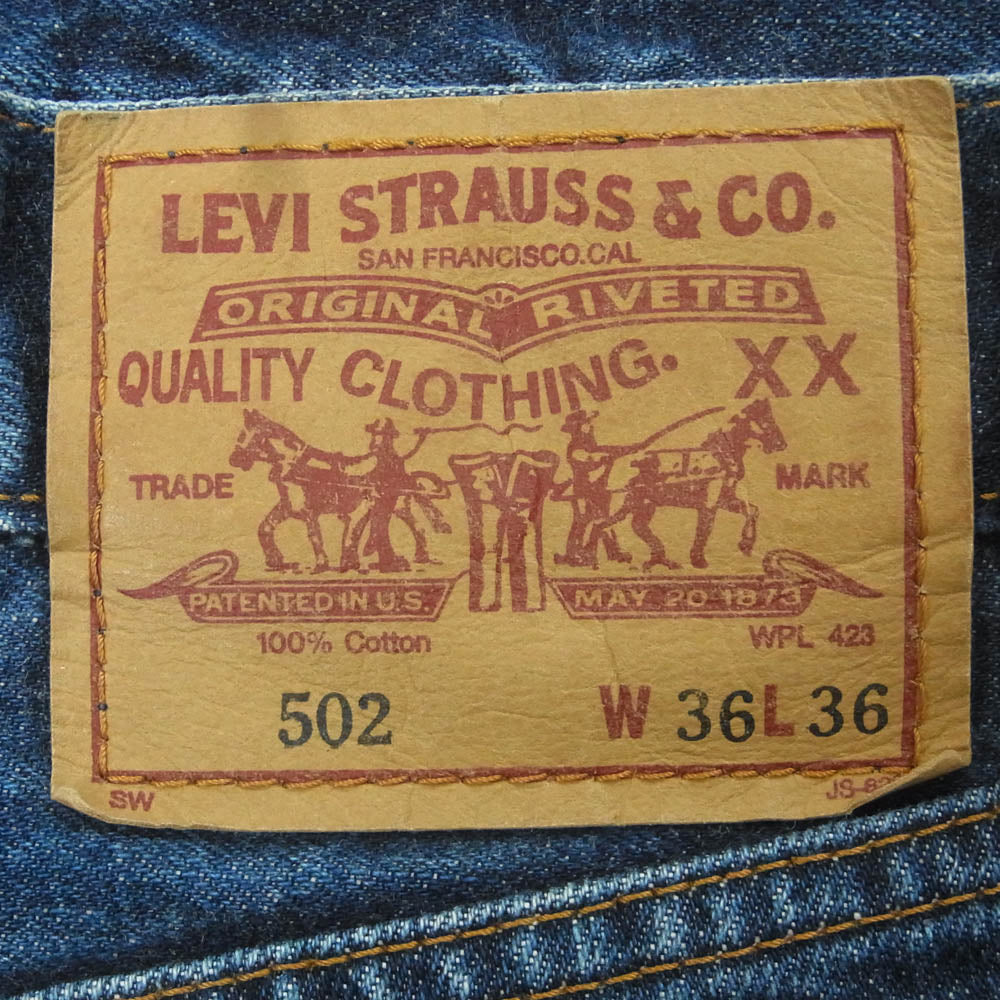 LEVI STRAUSS & CO.
SAN FRANCISCO.CAL
ORIGINAL RIVETED
QUALITY CLOTHING. XX
TRADE MARK
PATENTED IN U.S. MAY 20 1873
100% Cotton WPL 423
502 W 36 L 36
SW